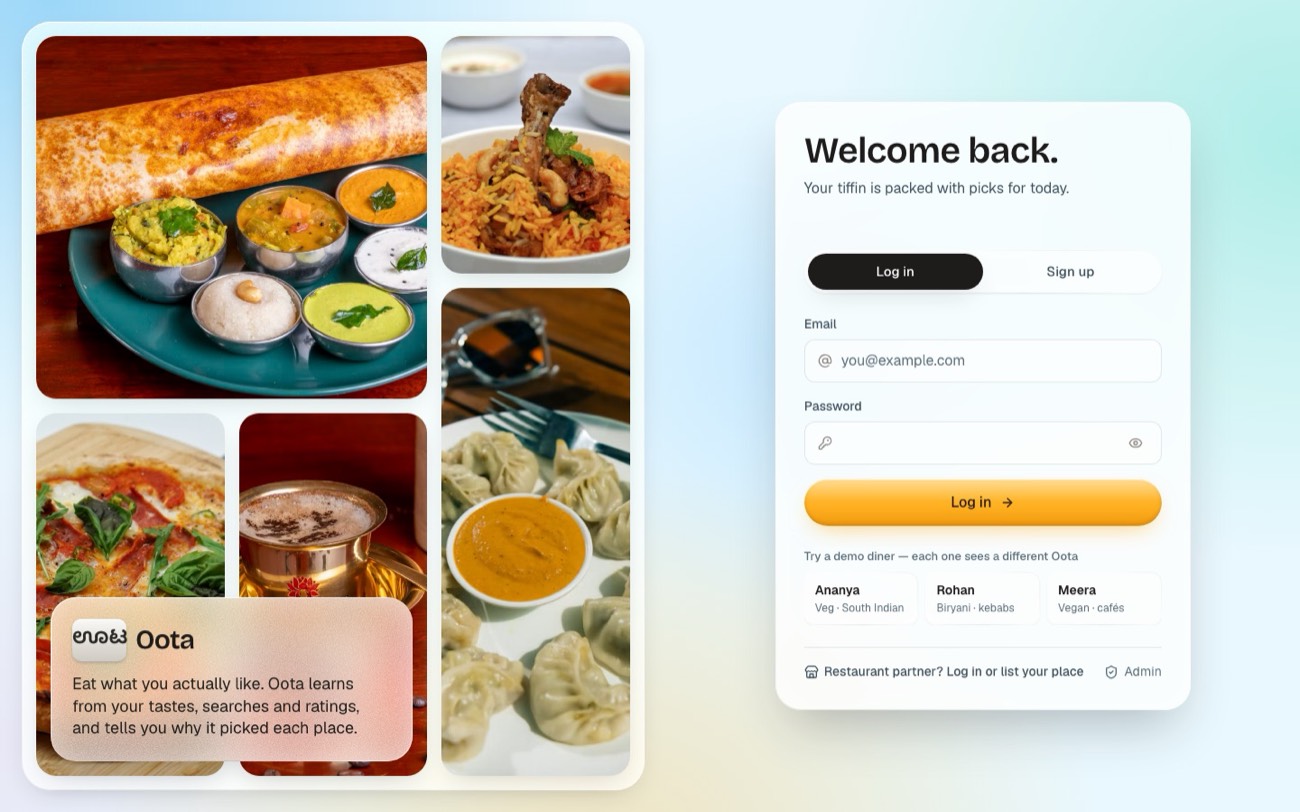 ಊಟ Oota
Eat what you actually like. Oota learns
from your tastes, searches and ratings,
and tells you why it picked each place.
Welcome back.
Your tiffin is packed with picks for today.
Log in
Sign up
Email
you@example.com
Password
Log in →
Try a demo diner — each one sees a different Oota
Ananya
Veg · South Indian
Rohan
Biryani · kebabs
Meera
Vegan · cafés
Restaurant partner? Log in or list your place
Admin